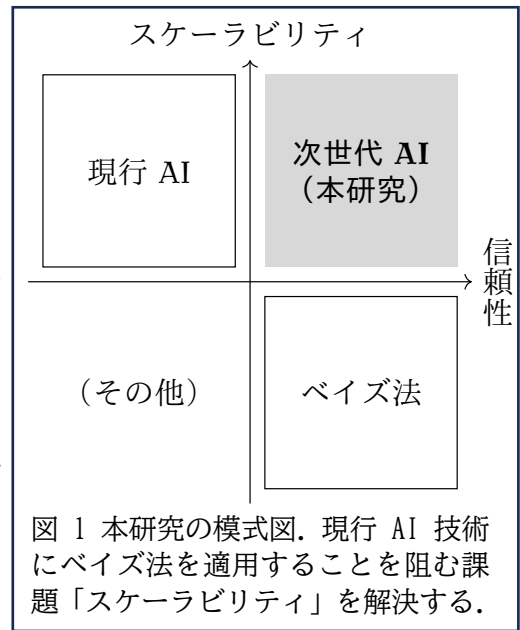 スケーラビリティ
現行 AI
次世代 AI
（本研究）
信頼性
（その他）
ベイズ法
図 1 本研究の模式図. 現行 AI 技術
にベイズ法を適用することを阻む課
題「スケーラビリティ」を解決する.